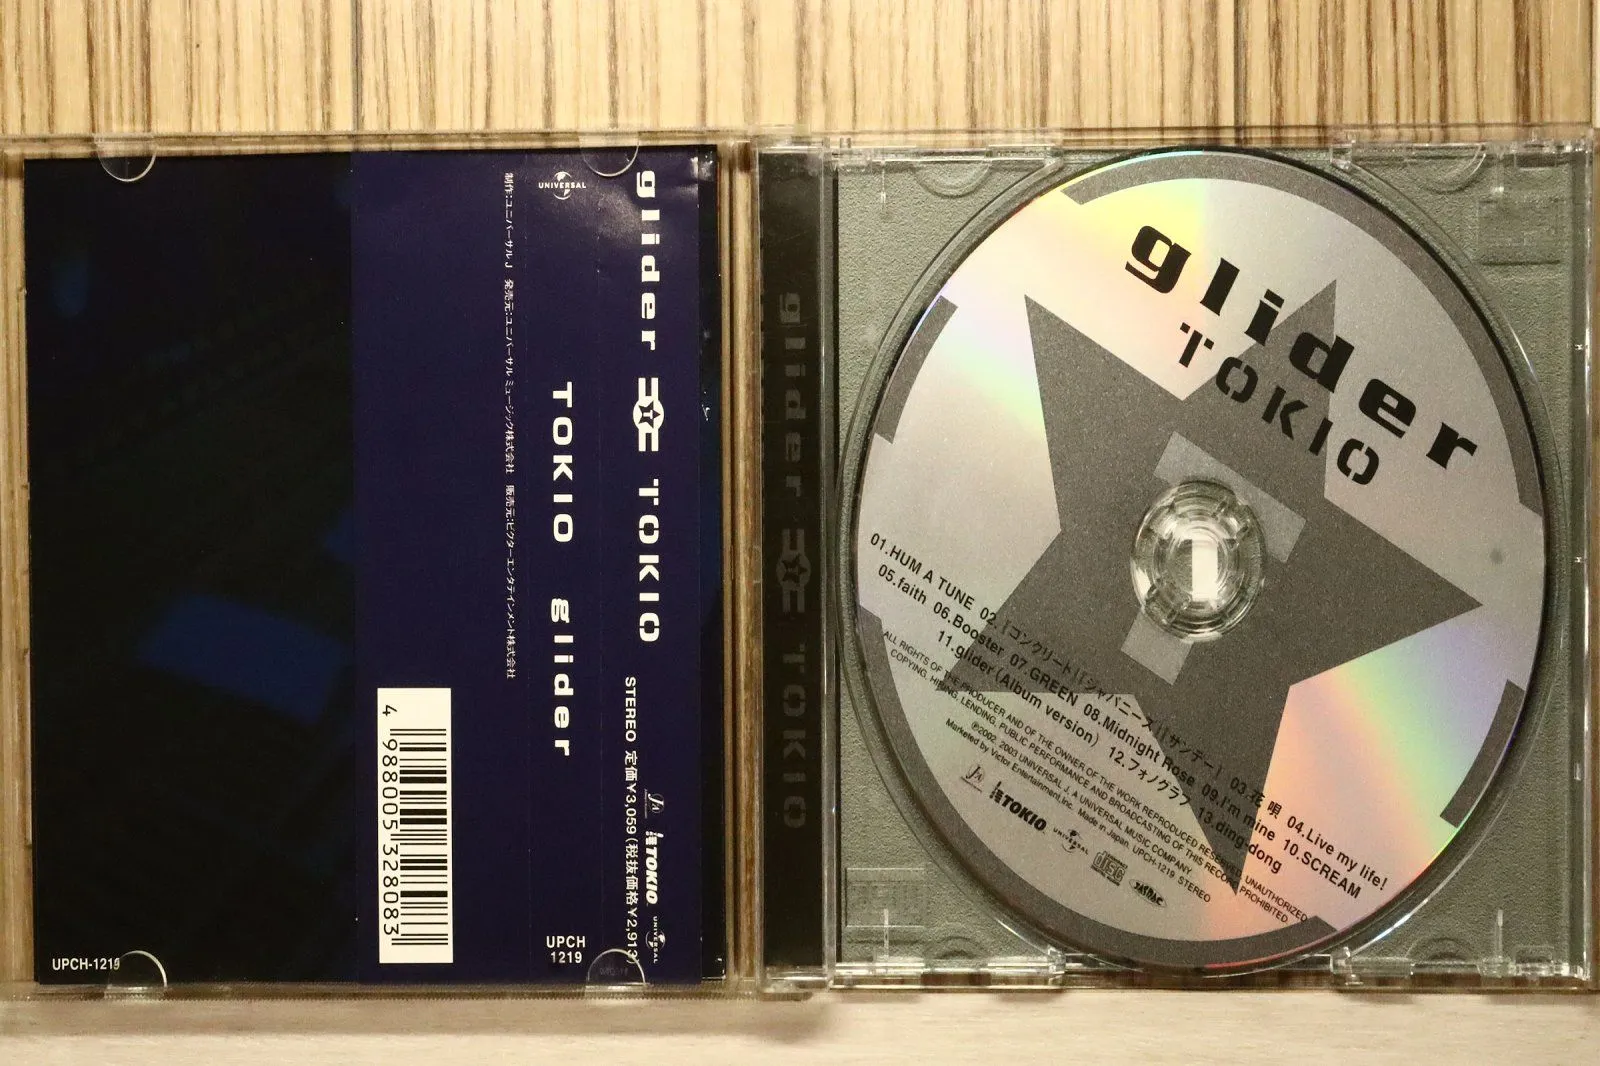 UPCH-1219
制作:ユニバーサルJ 発売元:ユニバーサル ミュージック株式会社 販売元:ビクターエンタテインメント株式会社
4 988005 328083
UNIVERSAL
TOKIO glider
UPCH
1219
glider TOKIO
STEREO 定価¥3,059(税抜価格¥2,913)
J
TOKIO
UNIVERSAL
glider TOKIO
glider
TOKIO
01.HUM A TUNE 02.「コンクリート」「ジャパニーズ」「サンデー」 03.花唄 04.Live my life!
05.faith 06.Booster 07.GREEN 08.Midnight Rose 09.I'm mine 10.SCREAM
11.glider (Album version) 12.フォノグラフ 13.ding-dong
ALL RIGHTS OF THE PRODUCER AND OF THE OWNER OF THE WORK REPRODUCED RESERVED. UNAUTHORIZED
COPYING, HIRING, LENDING, PUBLIC PERFORMANCE AND BROADCASTING OF THIS RECORD PROHIBITED.
℗2002, 2003 UNIVERSAL J, A UNIVERSAL MUSIC COMPANY.
Marketed by Victor Entertainment,Inc. Made in Japan. UPCH-1219 STEREO
J
TOKIO
UNIVERSAL
COMPACT disc DIGITAL AUDIO
JASRAC